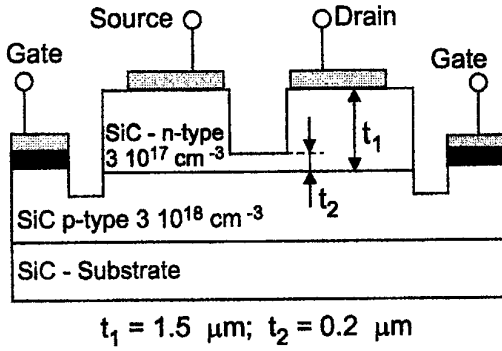 Source
Drain
Gate
Gate
SiC - n-type
3 10¹⁷ cm⁻³
t₁
t₂
SiC p-type 3 10¹⁸ cm⁻³
SiC - Substrate
t₁ = 1.5 μm; t₂ = 0.2 μm